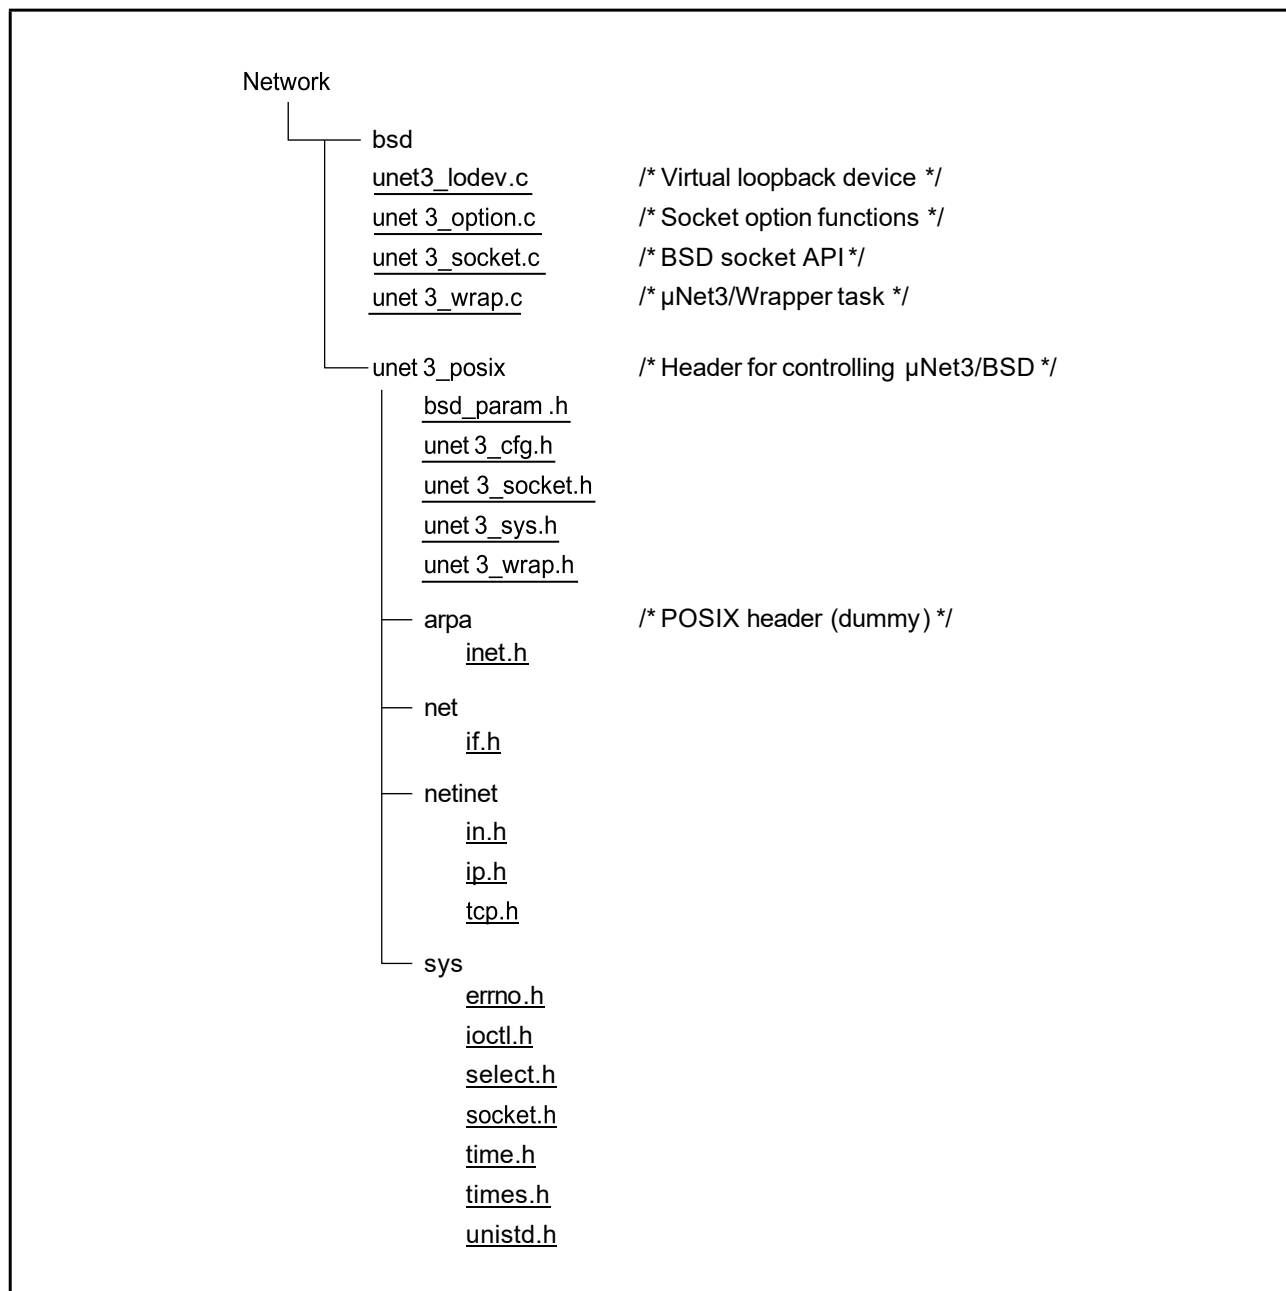 Network
bsd
unet3_lodev.c /* Virtual loopback device */
unet 3_option.c /* Socket option functions */
unet 3_socket.c /* BSD socket API */
unet 3_wrap.c /* µNet3/Wrapper task */
unet 3_posix /* Header for controlling µNet3/BSD */
bsd_param .h
unet 3_cfg.h
unet 3_socket.h
unet 3_sys.h
unet 3_wrap.h
arpa /* POSIX header (dummy) */
inet.h
net
if.h
netinet
in.h
ip.h
tcp.h
sys
errno.h
ioctl.h
select.h
socket.h
time.h
times.h
unistd.h